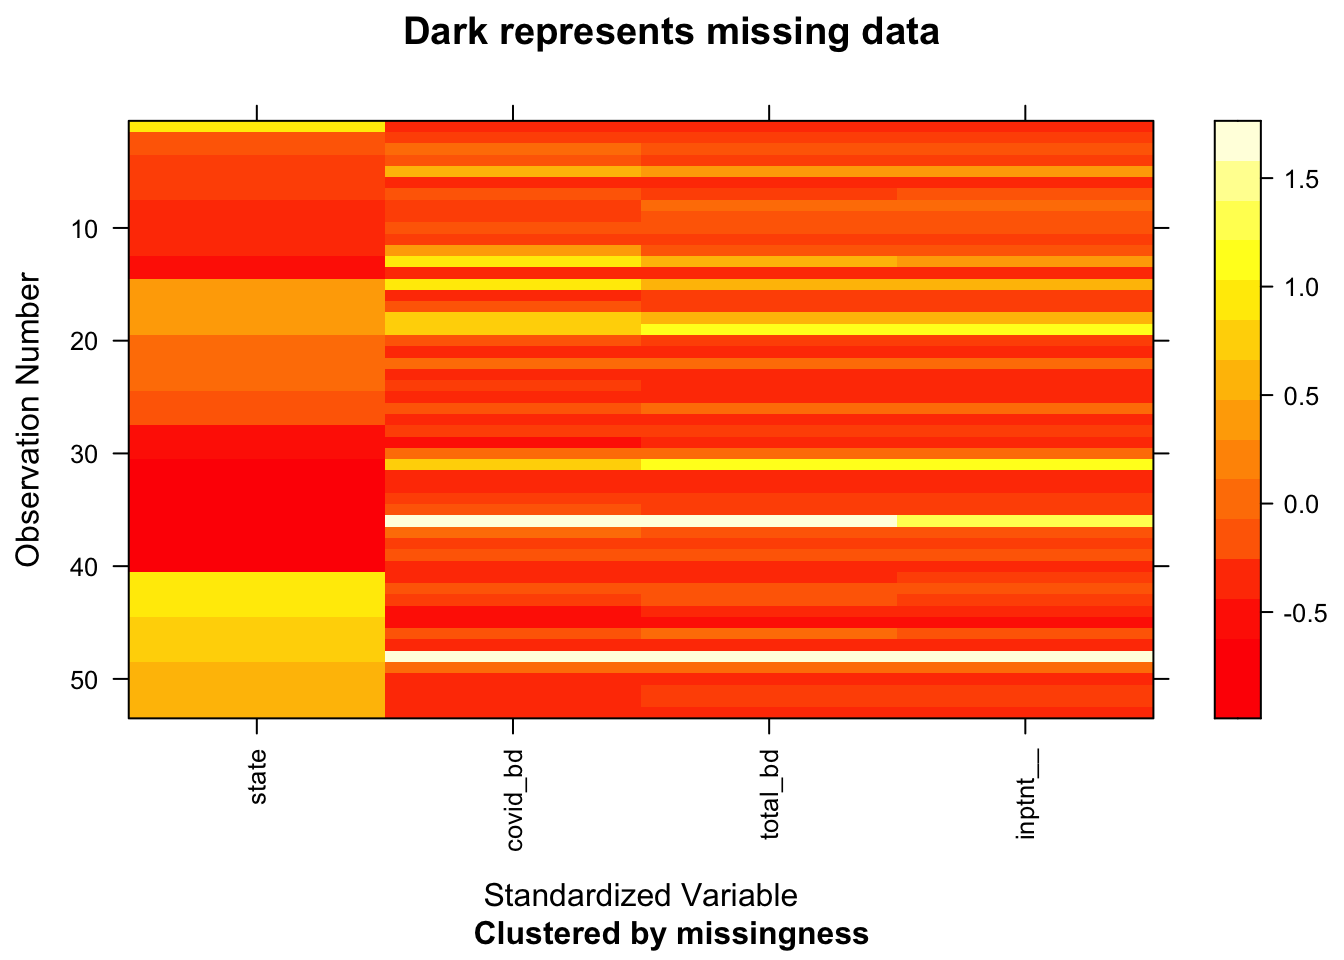 Dark represents missing data
Observation Number
10
20
30
40
50
1.5
1.0
0.5
0.0
-0.5
state
covid_bd
total_bd
inptnt__
Standardized Variable
Clustered by missingness